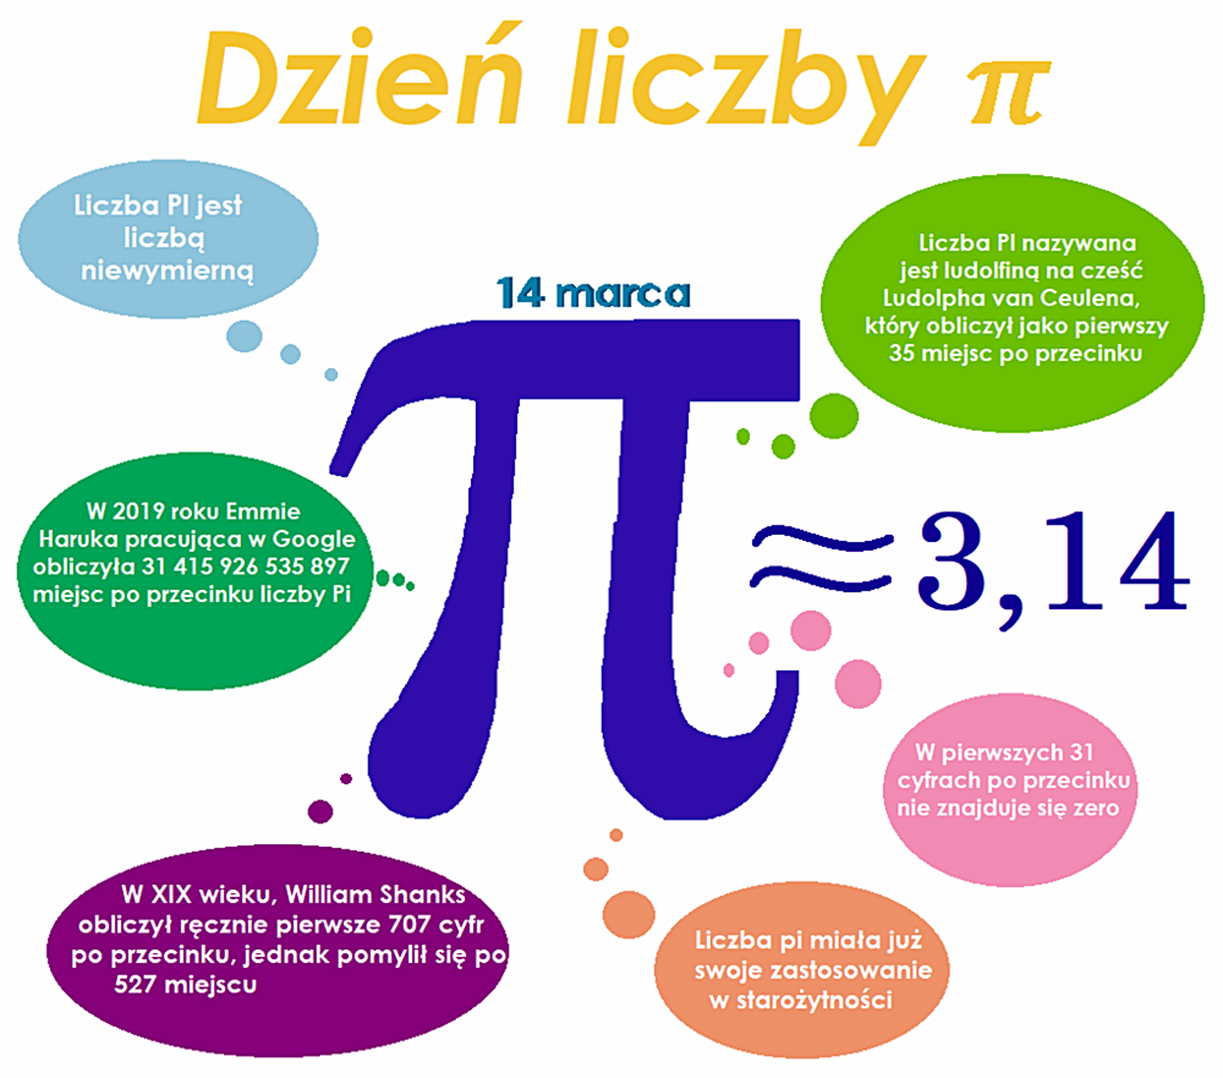 Dzień liczby π
Liczba PI jest
liczbą
niewymierną
Liczba PI nazywana
jest ludolfiną na cześć
Ludolpha van Ceulena,
który obliczył jako pierwszy
35 miejsc po przecinku
14 marca
π
≈3,14
W 2019 roku Emmie
Haruka pracująca w Google
obliczyła 31 415 926 535 897
miejsc po przecinku liczby Pi
W pierwszych 31
cyfrach po przecinku
nie znajduje się zero
W XIX wieku, William Shanks
obliczył ręcznie pierwsze 707 cyfr
po przecinku, jednak pomylił się po
527 miejscu
Liczba pi miała już
swoje zastosowanie
w starożytności